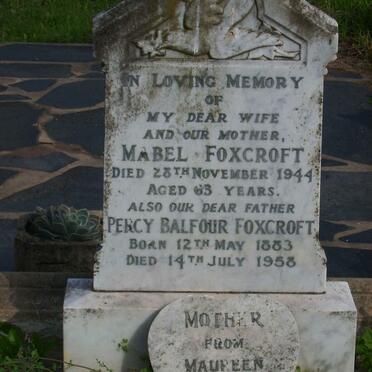 IN LOVING MEMORY
OF
MY DEAR WIFE
AND OUR MOTHER,
MABEL FOXCROFT
DIED 28TH NOVEMBER 1944
AGED 63 YEARS.
ALSO OUR DEAR FATHER
PERCY BALFOUR FOXCROFT
BORN 12TH MAY 1883
DIED 14TH JULY 1958
MOTHER
FROM
MAUREEN